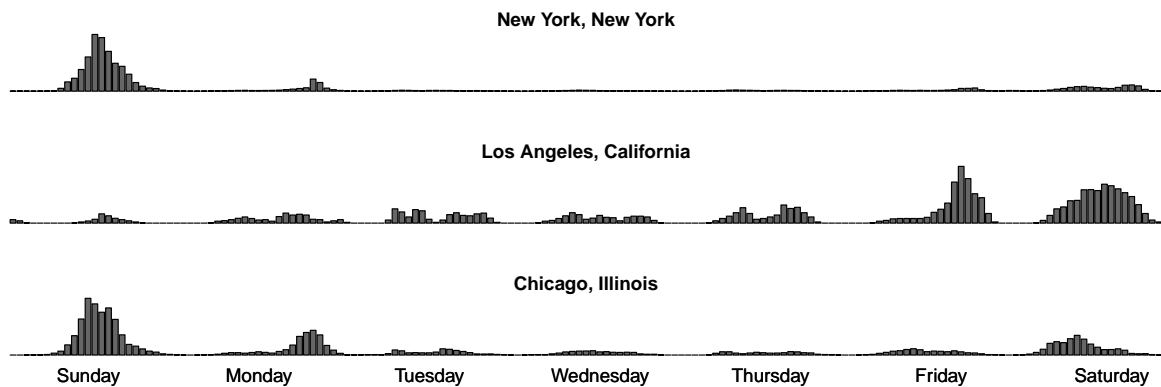 New York, New York
Los Angeles, California
Chicago, Illinois
Sunday Monday Tuesday Wednesday Thursday Friday Saturday